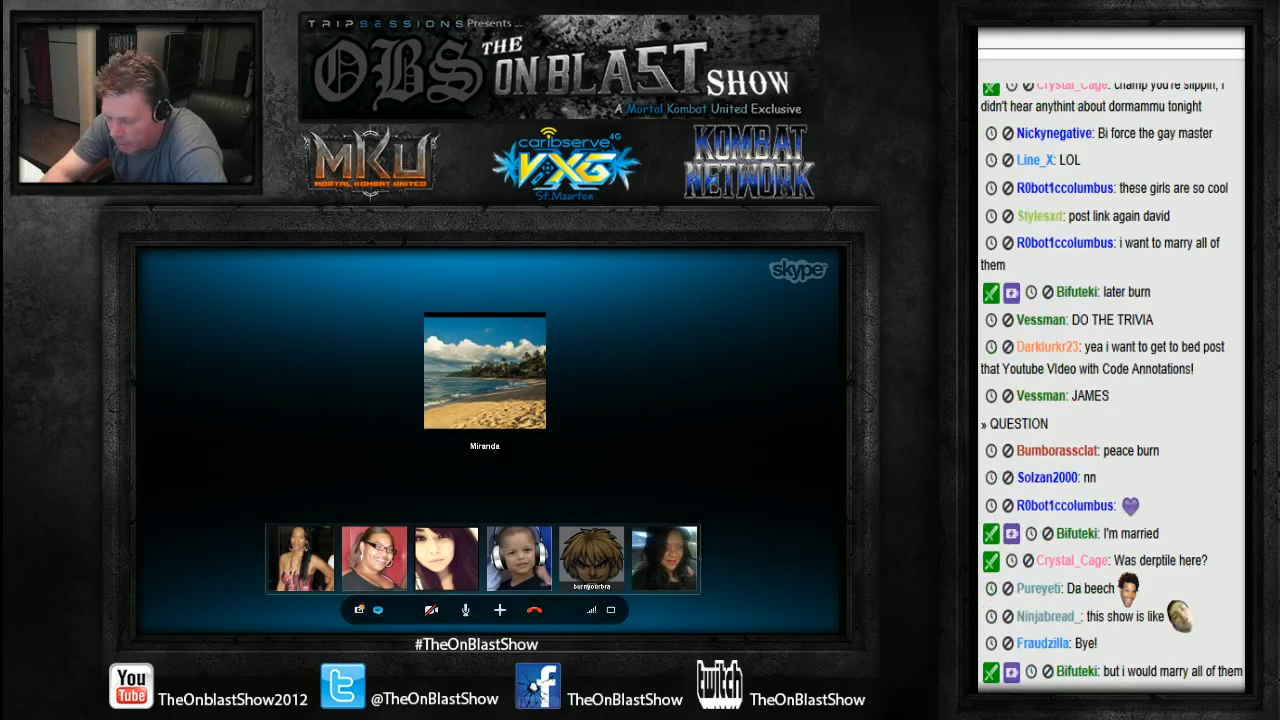 TRIPSESSIONS Presents ...
OBS THE ON BLAST SHOW
A Mortal Kombat United Exclusive
MKU
MORTAL KOMBAT UNITED
caribserve 4G
VXG
St.Maarten
KOMBAT
NETWORK
skype
Miranda
burnyourbra
#TheOnBlastShow
You
Tube
TheOnblastShow2012
@TheOnBlastShow
TheOnBlastShow
twitch
TheOnBlastShow
Crystal_Cage: champ you're slippin, i
didn't hear anythint about dormammu tonight
Nickynegative: Bi force the gay master
Line_X: LOL
R0bot1ccolumbus: these girls are so cool
Stylesxd: post link again david
R0bot1ccolumbus: i want to marry all of
them
Bifuteki: later burn
Vessman: DO THE TRIVIA
Darklurkr23: yea i want to get to bed post
that Youtube VIdeo with Code Annotations!
Vessman: JAMES
» QUESTION
Bumborassclat: peace burn
Solzan2000: nn
R0bot1ccolumbus:
Bifuteki: I'm married
Crystal_Cage: Was derptile here?
Pureyeti: Da beech
Ninjabread_: this show is like
Fraudzilla: Bye!
Bifuteki: but i would marry all of them